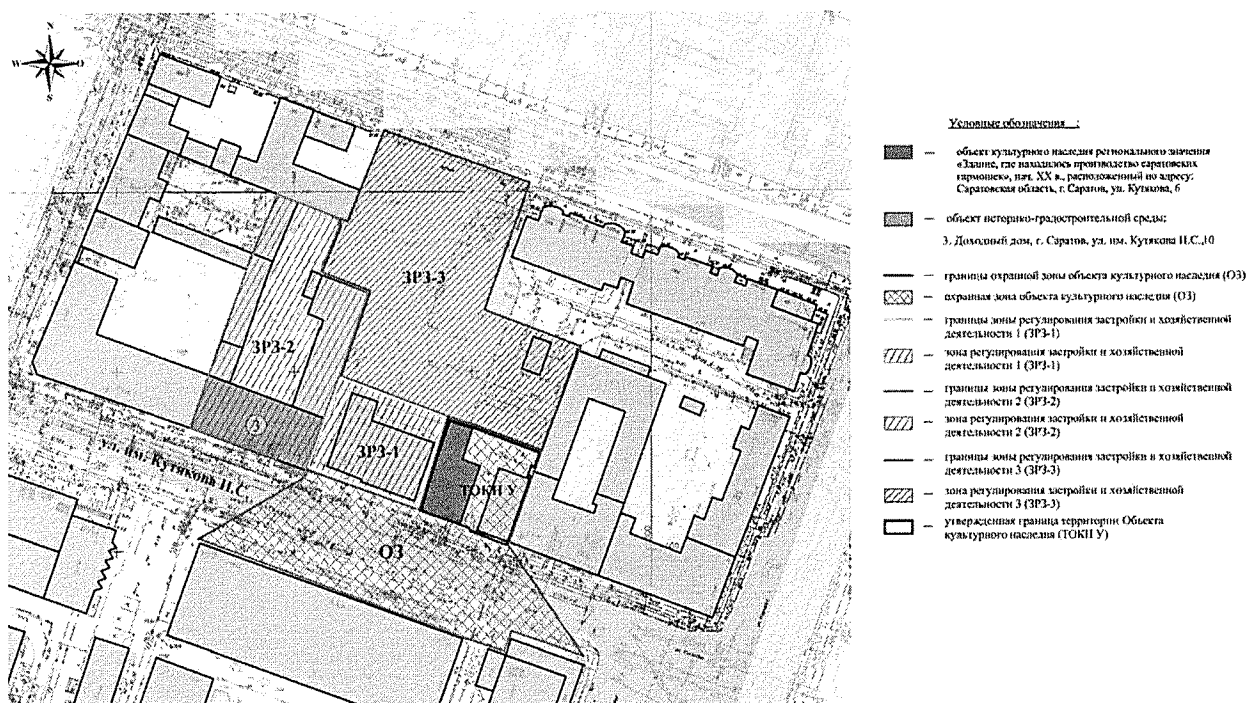 N
W
O
S
ЗРЗ-3
ЗРЗ-2
3
ЗРЗ-1
ТОКН У
ул. им. Кутякова И.С.
ОЗ
Условные обозначения :
– объект культурного наследия регионального значения
«Здание, где находилось производство саратовских
гармошек», нач. XX в., расположенный по адресу:
Саратовская область, г. Саратов, ул. Кутякова, 6
– объект историко-градостроительной среды;
3. Доходный дом, г. Саратов, ул. им. Кутякова И.С.,10
– границы охранной зоны объекта культурного наследия (ОЗ)
– охранная зона объекта культурного наследия (ОЗ)
– границы зоны регулирования застройки и хозяйственной
деятельности 1 (ЗРЗ-1)
– зона регулирования застройки и хозяйственной
деятельности 1 (ЗРЗ-1)
– границы зоны регулирования застройки и хозяйственной
деятельности 2 (ЗРЗ-2)
– зона регулирования застройки и хозяйственной
деятельности 2 (ЗРЗ-2)
– границы зоны регулирования застройки и хозяйственной
деятельности 3 (ЗРЗ-3)
– зона регулирования застройки и хозяйственной
деятельности 3 (ЗРЗ-3)
– утвержденная граница территории Объекта
культурного наследия (ТОКН У)